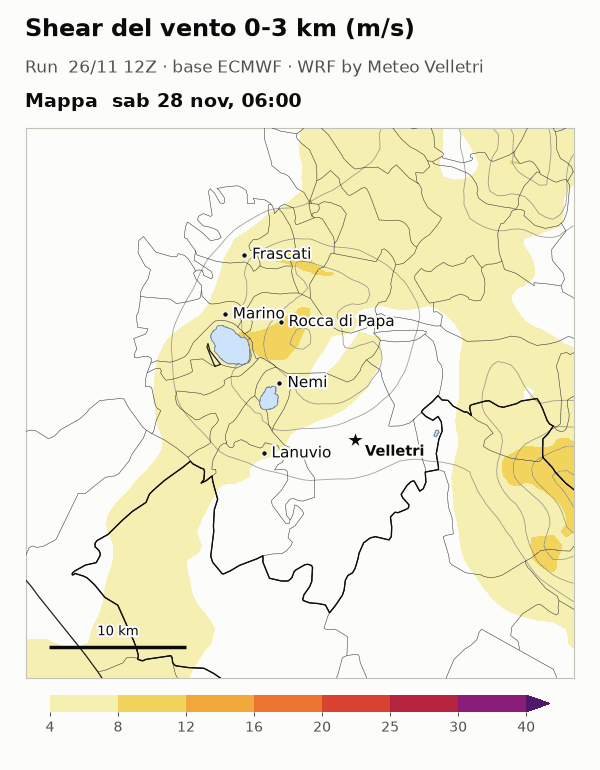 Shear del vento 0-3 km (m/s)
Run  26/11 12Z · base ECMWF · WRF by Meteo Velletri
Mappa  sab 28 nov, 06:00
Frascati
Marino
Rocca di Papa
Nemi
Velletri
Lanuvio
10 km
4 8 12 16 20 25 30 40